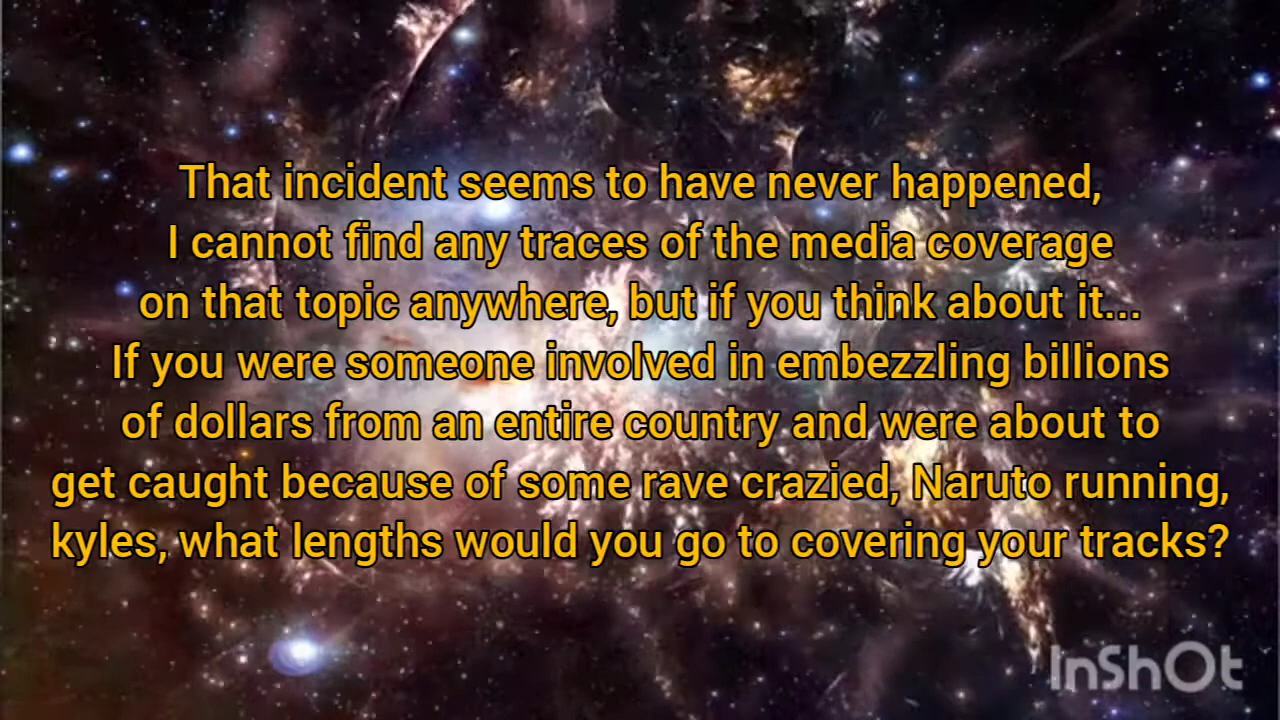 That incident seems to have never happened,
I cannot find any traces of the media coverage
on that topic anywhere, but if you think about it...
If you were someone involved in embezzling billions
of dollars from an entire country and were about to
get caught because of some rave crazied, Naruto running,
kyles, what lengths would you go to covering your tracks?
InShOt